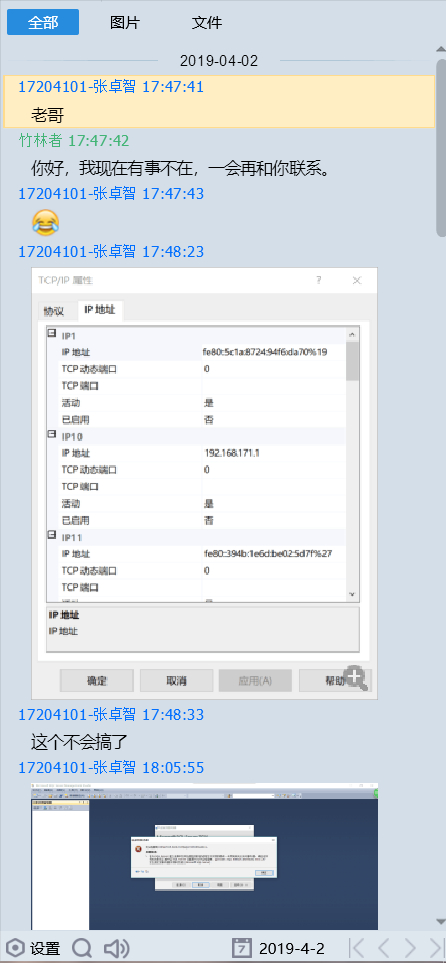 全部 图片 文件
2019-04-02
17204101-张卓智 17:47:41
老哥
竹林者 17:47:42
你好，我现在有事不在，一会再和你联系。
17204101-张卓智 17:47:43
17204101-张卓智 17:48:23
TCP/IP 属性 ? ×
协议 IP 地址
IP1
IP 地址 fe80::5c1a:8724:94f6:da70%19
TCP 动态端口 0
TCP 端口
活动 是
已启用 否
IP10
IP 地址 192.168.171.1
TCP 动态端口 0
TCP 端口
活动 是
已启用 否
IP11
IP 地址 fe80::394b:1e6d:be02:5d7f%27
TCP 动态端口 0
TCP 端口
IP 地址
IP 地址
确定 取消 应用(A) 帮助
17204101-张卓智 17:48:33
这个不会搞了
17204101-张卓智 18:05:55
设置 7 2019-4-2